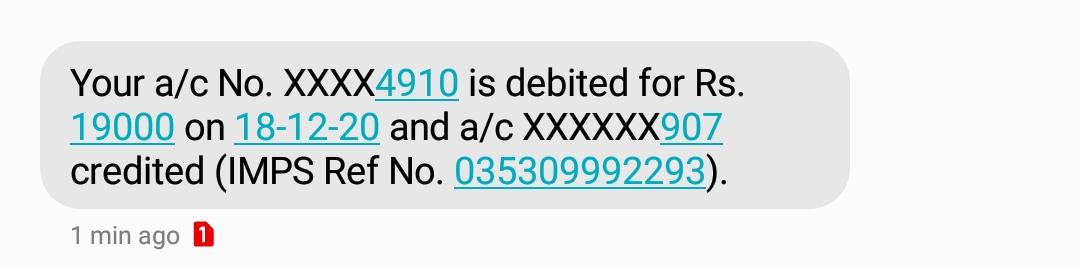 Your a/c No. XXXX4910 is debited for Rs.
19000 on 18-12-20 and a/c XXXXXX907
credited (IMPS Ref No. 035309992293).
1 min ago 1